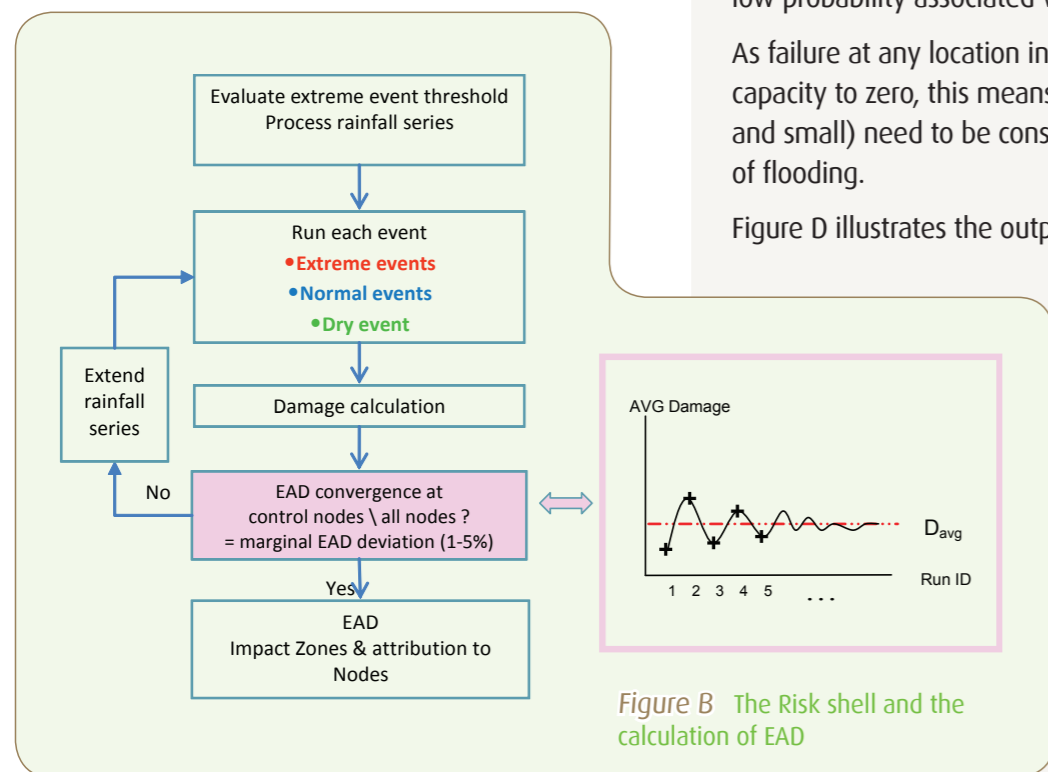 low probability associated
As failure at any location in
capacity to zero, this means
and small) need to be cons
of flooding.
Figure D illustrates the outp
Evaluate extreme event threshold
Process rainfall series
Run each event
•Extreme events
•Normal events
•Dry event
Extend
rainfall
series
Damage calculation
No
EAD convergence at
control nodes \ all nodes ?
= marginal EAD deviation (1-5%)
Yes
EAD
Impact Zones & attribution to
Nodes
AVG Damage
Davg
Run ID
1 2 3 4 5 ...
Figure B The Risk shell and the
calculation of EAD